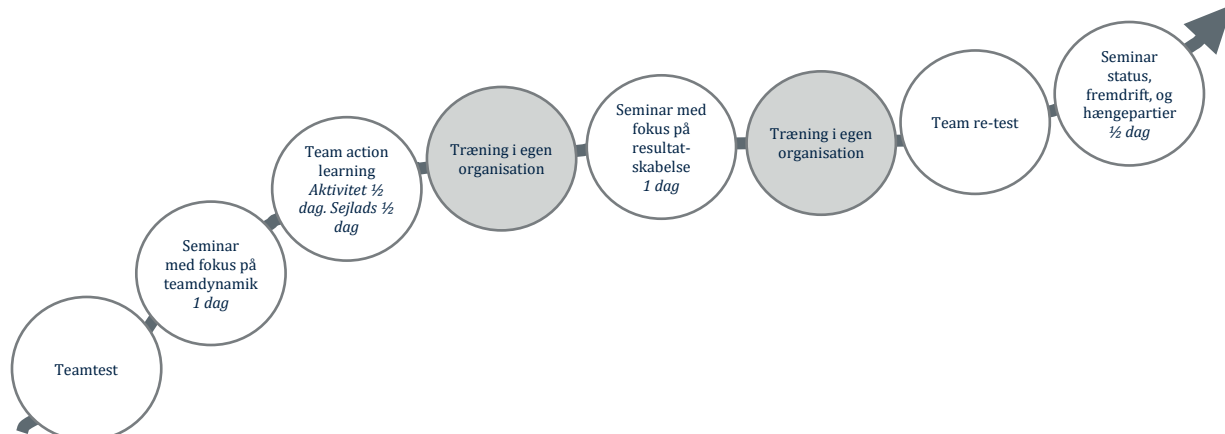 Teamtest
Seminar
med fokus på
teamdynamik
1 dag
Team action
learning
Aktivitet ½
dag. Sejlads ½
dag
Træning i egen
organisation
Seminar med
fokus på
resultat-
skabelse
1 dag
Træning i egen
organisation
Team re-test
Seminar
status,
fremdrift, og
hængepartier
½ dag